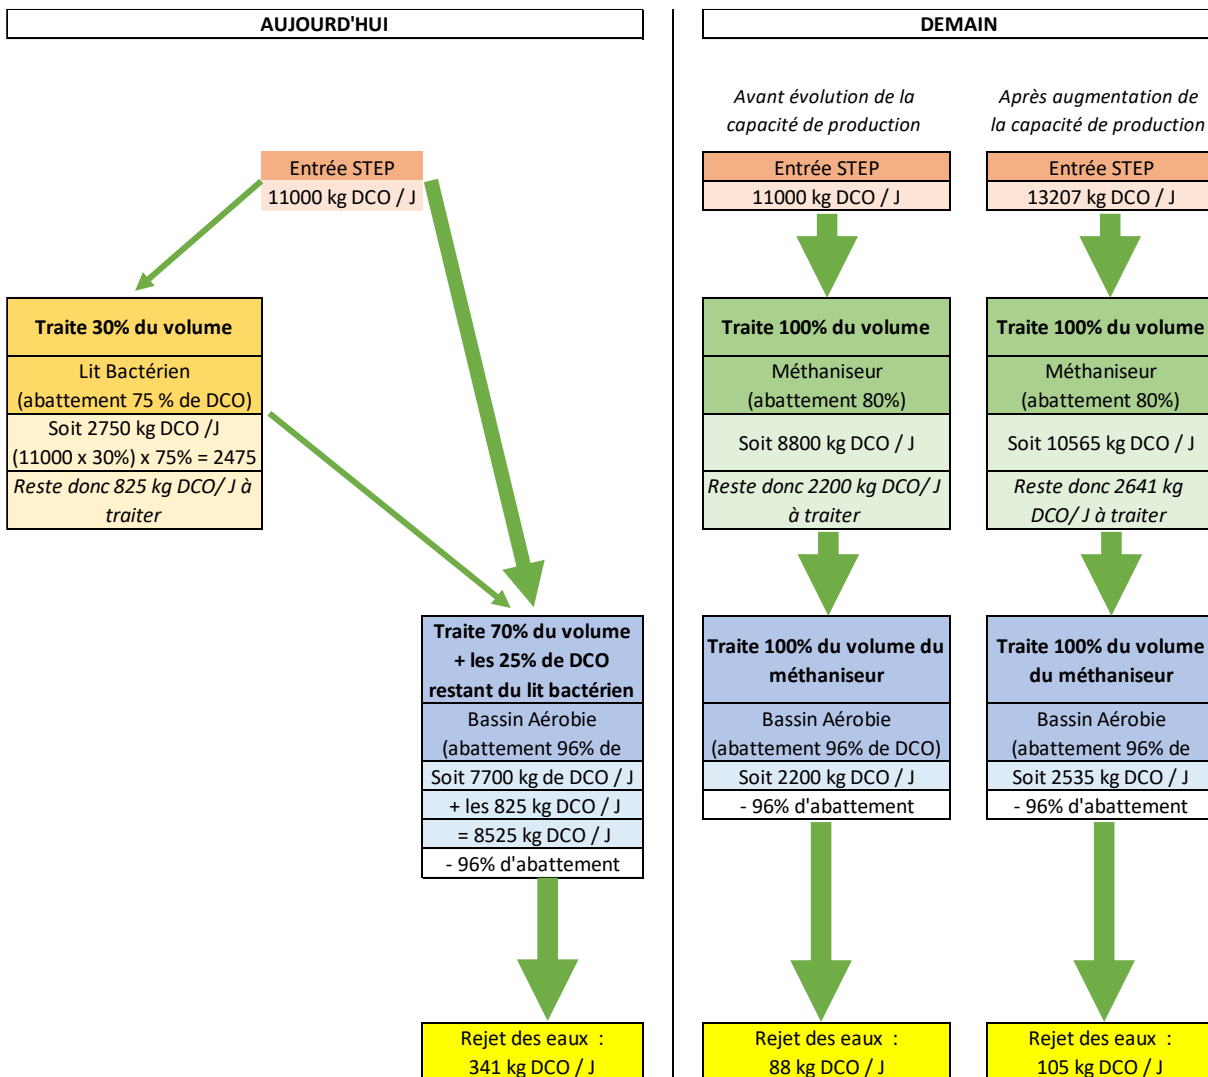 AUJOURD'HUI
Entrée STEP
11000 kg DCO / J
Traite 30% du volume
Lit Bactérien
(abattement 75 % de DCO)
Soit 2750 kg DCO /J
(11000 x 30%) x 75% = 2475
Reste donc 825 kg DCO/ J à
traiter
Traite 70% du volume
+ les 25% de DCO
restant du lit bactérien
Bassin Aérobie
(abattement 96% de
Soit 7700 kg de DCO / J
+ les 825 kg DCO / J
= 8525 kg DCO / J
- 96% d'abattement
Rejet des eaux :
341 kg DCO / J
DEMAIN
Avant évolution de la
capacité de production
Entrée STEP
11000 kg DCO / J
Traite 100% du volume
Méthaniseur
(abattement 80%)
Soit 8800 kg DCO / J
Reste donc 2200 kg DCO/ J
à traiter
Traite 100% du volume du
méthaniseur
Bassin Aérobie
(abattement 96% de DCO)
Soit 2200 kg DCO / J
- 96% d'abattement
Rejet des eaux :
88 kg DCO / J
Après augmentation de
la capacité de production
Entrée STEP
13207 kg DCO / J
Traite 100% du volume
Méthaniseur
(abattement 80%)
Soit 10565 kg DCO / J
Reste donc 2641 kg
DCO/ J à traiter
Traite 100% du volume
du méthaniseur
Bassin Aérobie
(abattement 96% de
Soit 2535 kg DCO / J
- 96% d'abattement
Rejet des eaux :
105 kg DCO / J